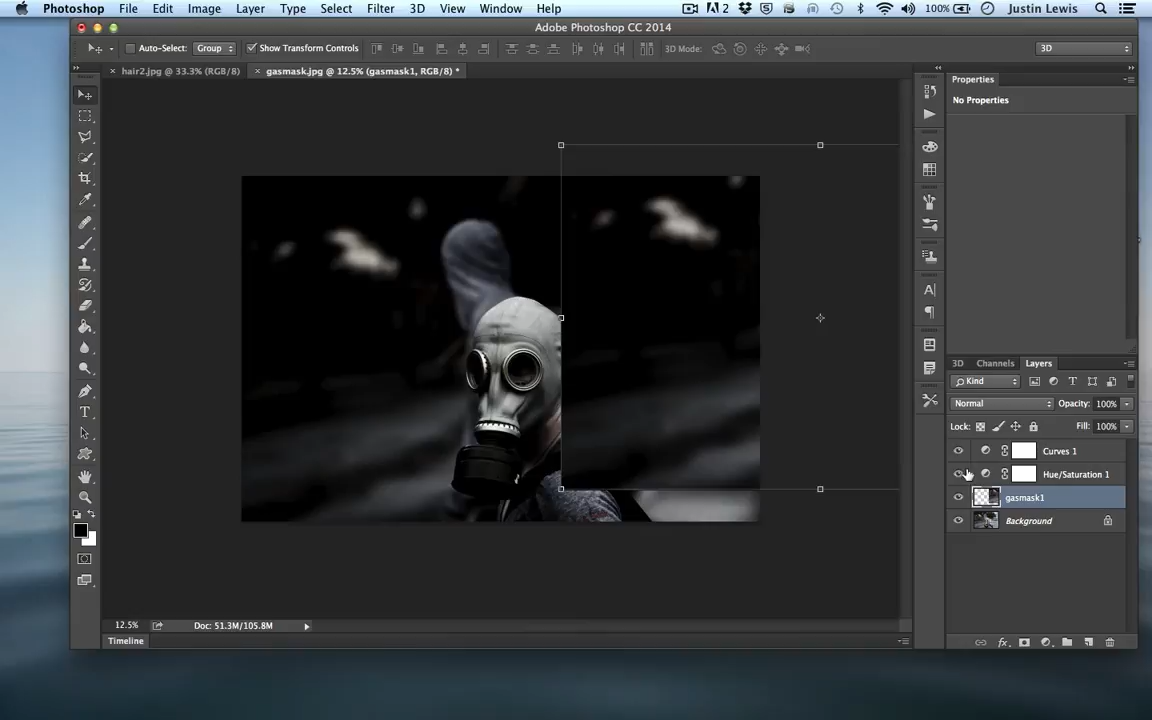 Photoshop File Edit Image Layer Type Select Filter 3D View Window Help 2 100% Justin Lewis
Adobe Photoshop CC 2014
Auto-Select: Group Show Transform Controls 3D Mode: 3D
hair2.jpg @ 33.3% (RGB/8) gasmask.jpg @ 12.5% (gasmask1, RGB/8) *
Properties
No Properties
3D Channels Layers
Kind
Normal Opacity: 100%
Lock: Fill: 100%
Curves 1
Hue/Saturation 1
gasmask1
Background
12.5% Doc: 51.3M/105.8M
Timeline